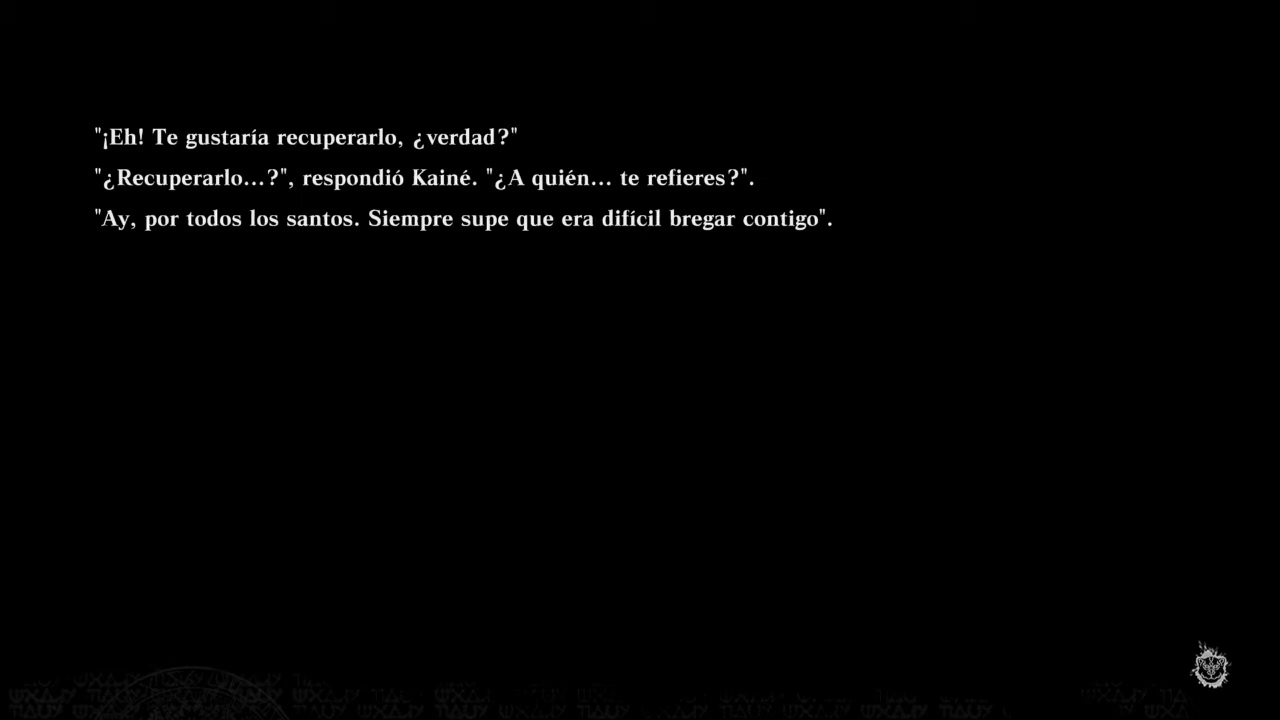 "¡Eh! Te gustaría recuperarlo, ¿verdad?"
"¿Recuperarlo...?", respondió Kainé. "¿A quién... te refieres?".
"Ay, por todos los santos. Siempre supe que era difícil bregar contigo".